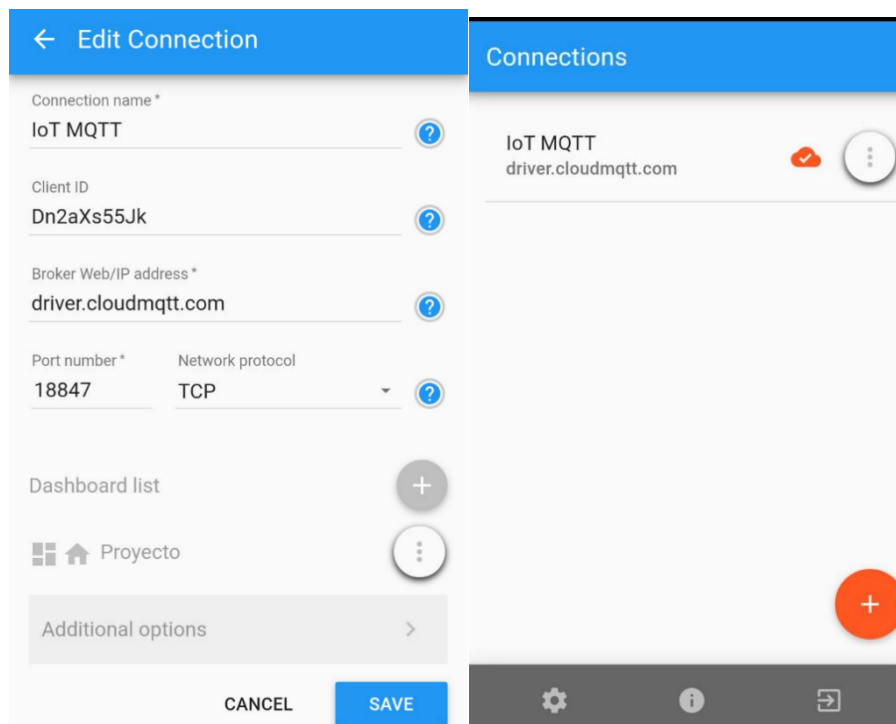 Edit Connection
Connection name *
IoT MQTT
Client ID
Dn2aXs55Jk
Broker Web/IP address *
driver.cloudmqtt.com
Port number * Network protocol
18847 TCP
Dashboard list
Proyecto
Additional options
CANCEL SAVE
Connections
IoT MQTT
driver.cloudmqtt.com